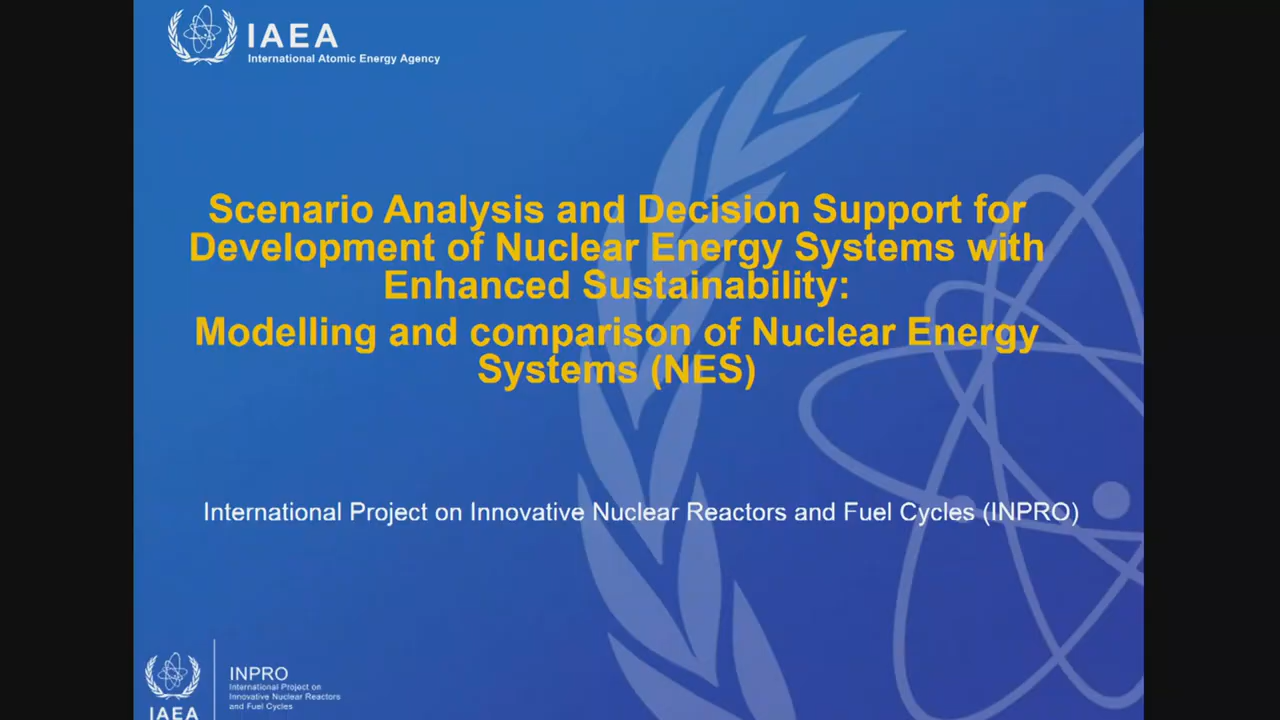 IAEA
International Atomic Energy Agency
Scenario Analysis and Decision Support for
Development of Nuclear Energy Systems with
Enhanced Sustainability:
Modelling and comparison of Nuclear Energy
Systems (NES)
International Project on Innovative Nuclear Reactors and Fuel Cycles (INPRO)
IAEA
INPRO
International Project on
Innovative Nuclear Reactors
and Fuel Cycles